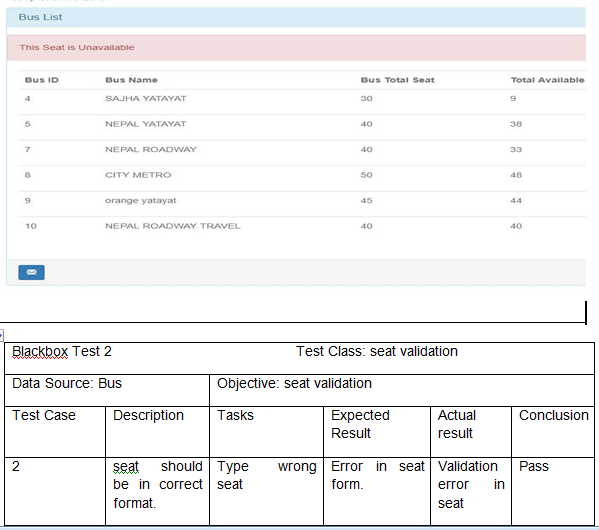 Bus List
This Seat is Unavailable
Bus ID Bus Name Bus Total Seat Total Available
4 SAJHA YATAYAT 30 9
5 NEPAL YATAYAT 40 38
7 NEPAL ROADWAY 40 33
8 CITY METRO 50 48
9 orange yatayat 45 44
10 NEPAL ROADWAY TRAVEL 40 40
Blackbox Test 2 Test Class: seat validation
Data Source: Bus Objective: seat validation
Test Case Description Tasks Expected Result Actual result Conclusion
2 seat should be in correct format. Type wrong seat Error in seat form. Validation error in seat Pass